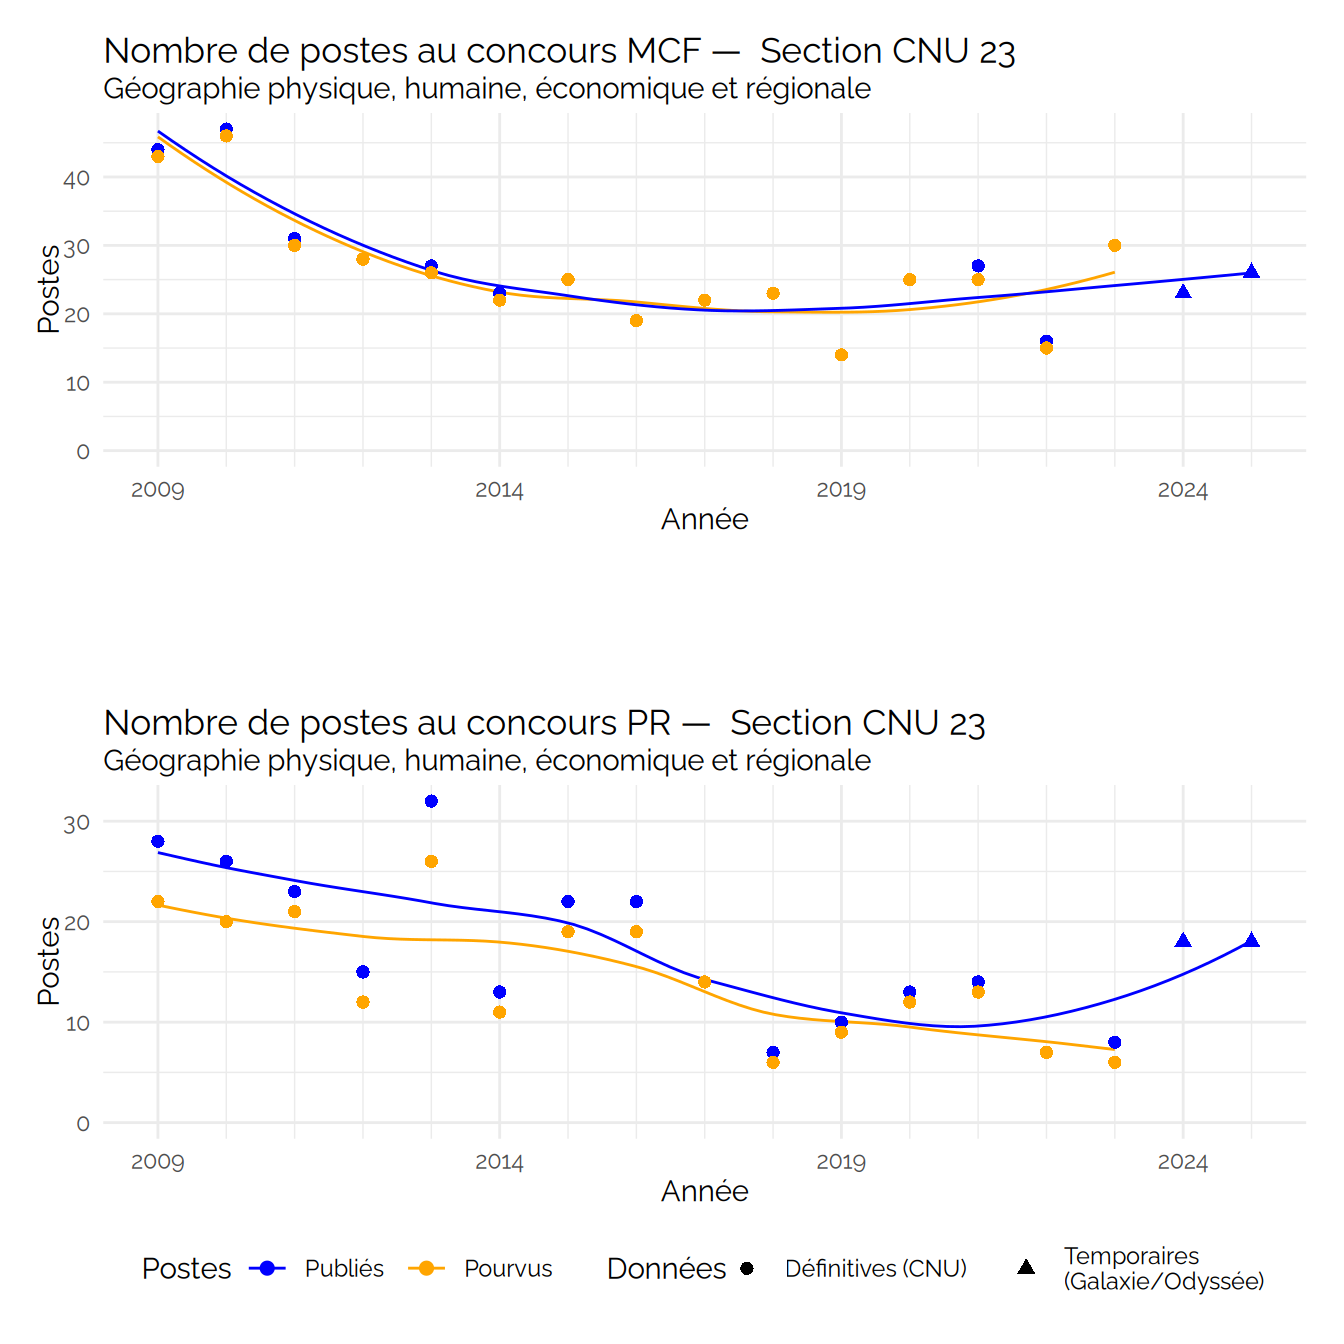 Nombre de postes au concours MCF —  Section CNU 23
Géographie physique, humaine, économique et régionale
Postes
40
30
20
10
0
2009 2014 2019 2024
Année
Nombre de postes au concours PR —  Section CNU 23
Géographie physique, humaine, économique et régionale
Postes
30
20
10
0
2009 2014 2019 2024
Année
Postes Publiés Pourvus Données Définitives (CNU) Temporaires
(Galaxie/Odyssée)